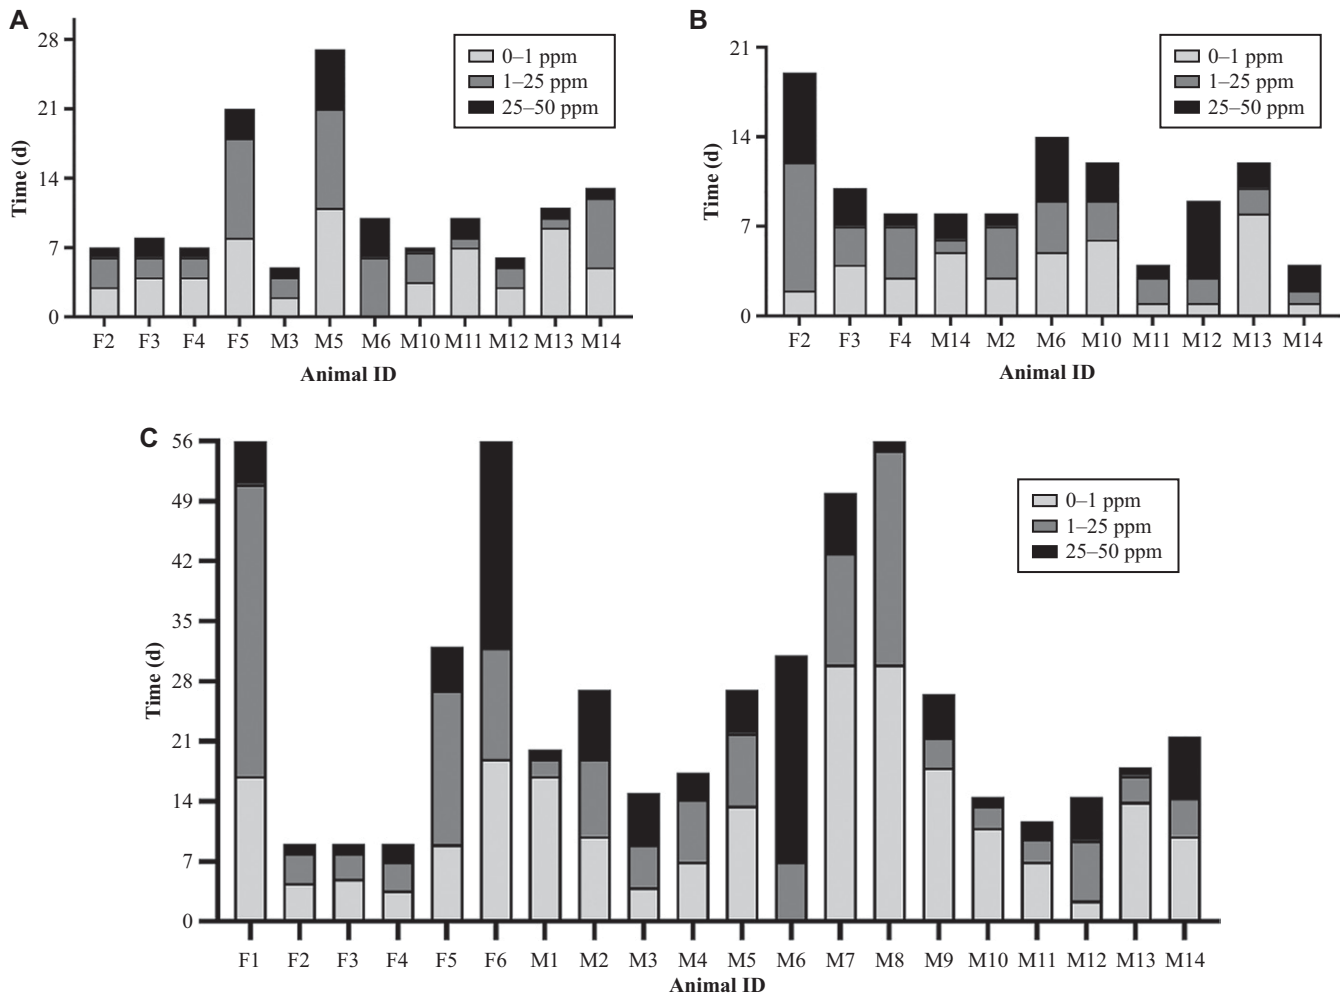 A
28
21
14
7
0
Time (d)
0–1 ppm
1–25 ppm
25–50 ppm
F2 F3 F4 F5 M3 M5 M6 M10 M11 M12 M13 M14
Animal ID
B
21
14
7
0
Time (d)
0–1 ppm
1–25 ppm
25–50 ppm
F2 F3 F4 M14 M2 M6 M10 M11 M12 M13 M14
Animal ID
C
56
49
42
35
28
21
14
7
0
Time (d)
0–1 ppm
1–25 ppm
25–50 ppm
F1 F2 F3 F4 F5 F6 M1 M2 M3 M4 M5 M6 M7 M8 M9 M10 M11 M12 M13 M14
Animal ID